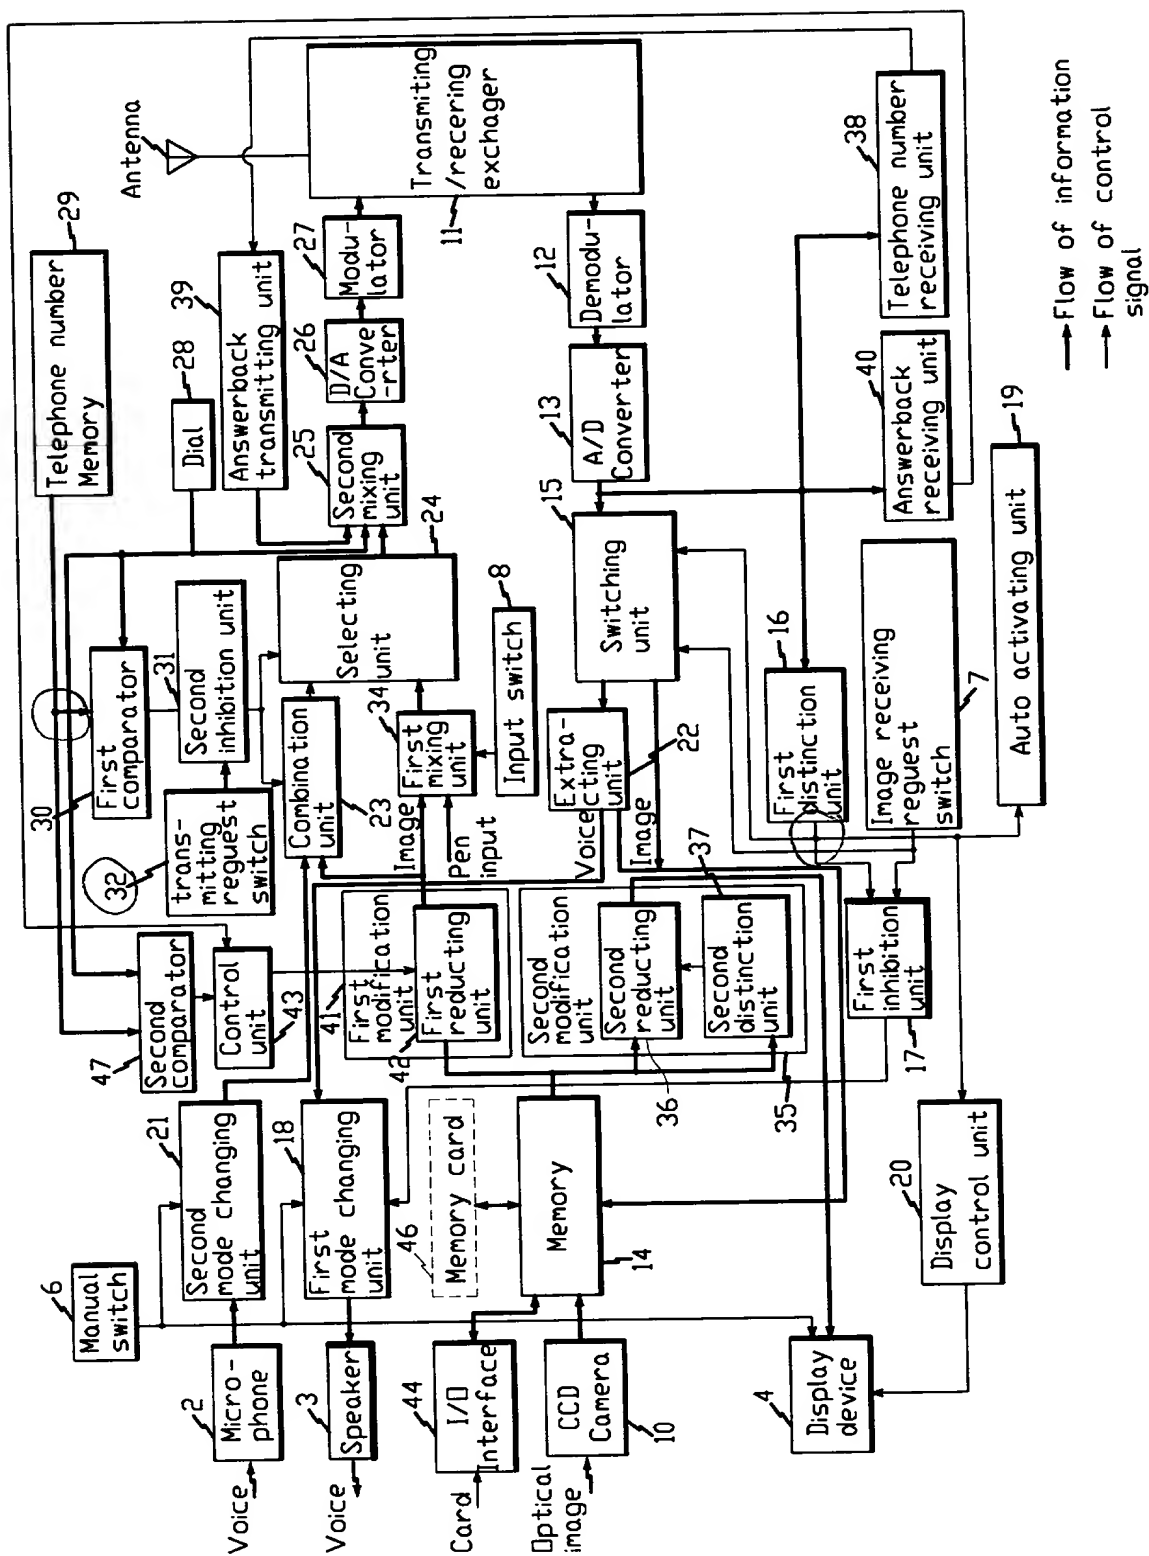 6
Manual
switch
2
Micro-
phone
Voice
3
Speaker
Voice
44
I/O
Interface
Card
CCD
Camera
10
Optical
image
4
Display
device
21
Second
mode changing
unit
18
First
mode changing
unit
46
Memory card
Memory
14
20
Display
control unit
47
Second
comparator
Control
unit
43
41
First
modification
unit
42
First
reducting
unit
Second
modification
unit
Second
reducting
unit
36
37
Second
distinction
unit
35
First
inhibition
unit
17
32
trans-
mitting
reguest
switch
30
First
comparator
31
Second
inhibition unit
Combination
unit
23
Image
34
First
mixing
unit
Pen
input
Input switch
8
Selecting
unit
24
Voice
Extra-
cting
unit
22
Image
15
Switching
unit
16
First
distinction
unit
Image receiving
reguest
switch
7
Auto activating unit
19
Telephone number
Memory
29
Dial
28
Answerback
transmitting unit
39
25
Second
mixing
unit
26
D/A
Conve
-rter
27
Modu-
lator
Antenna
Transmiting
/recering
exchager
11
12
Demodu-
lator
13
A/D
Converter
40
Answerback
receiving unit
38
Telephone number
receiving unit
Flow of information
Flow of control
signal